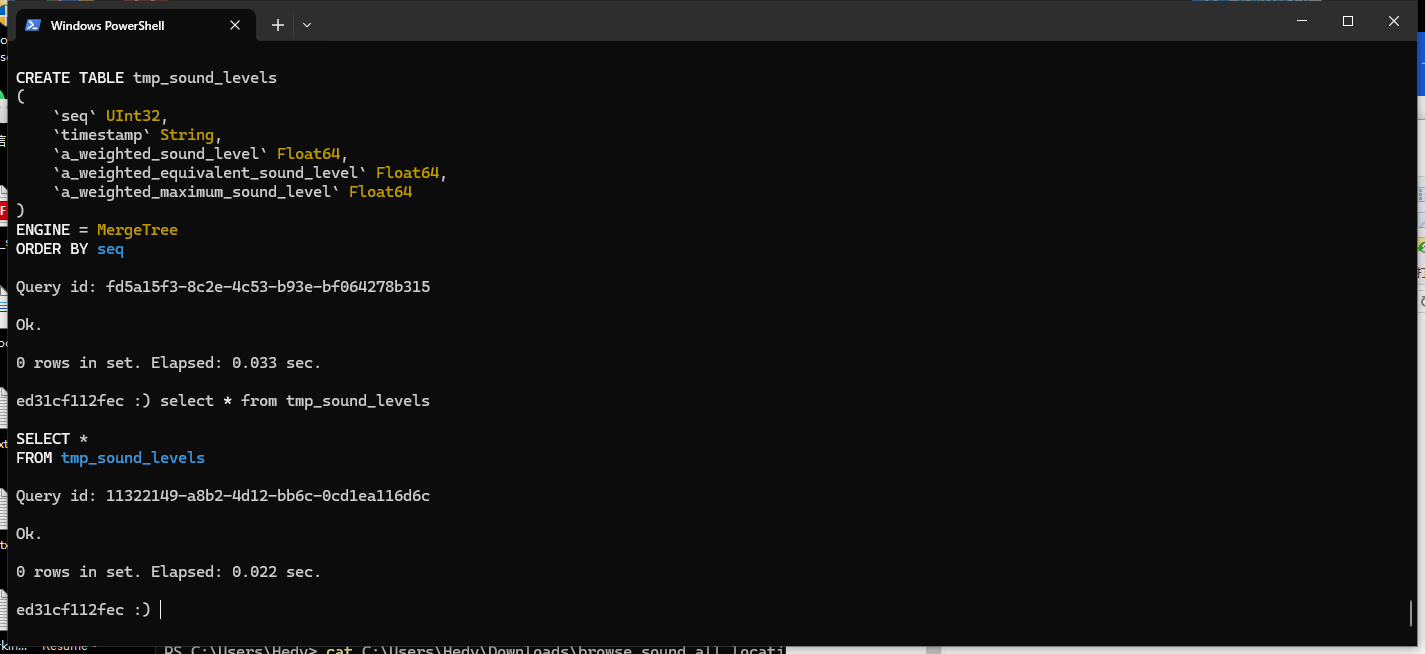 Windows PowerShell
CREATE TABLE tmp_sound_levels
(
    `seq` UInt32,
    `timestamp` String,
    `a_weighted_sound_level` Float64,
    `a_weighted_equivalent_sound_level` Float64,
    `a_weighted_maximum_sound_level` Float64
)
ENGINE = MergeTree
ORDER BY seq
Query id: fd5a15f3-8c2e-4c53-b93e-bf064278b315
Ok.
0 rows in set. Elapsed: 0.033 sec.
ed31cf112fec :) select * from tmp_sound_levels
SELECT *
FROM tmp_sound_levels
Query id: 11322149-a8b2-4d12-bb6c-0cd1ea116d6c
Ok.
0 rows in set. Elapsed: 0.022 sec.
ed31cf112fec :)
PS C:\Users\Hedy> cat C:\Users\Hedy\Downloads\browse_sound_all_locati